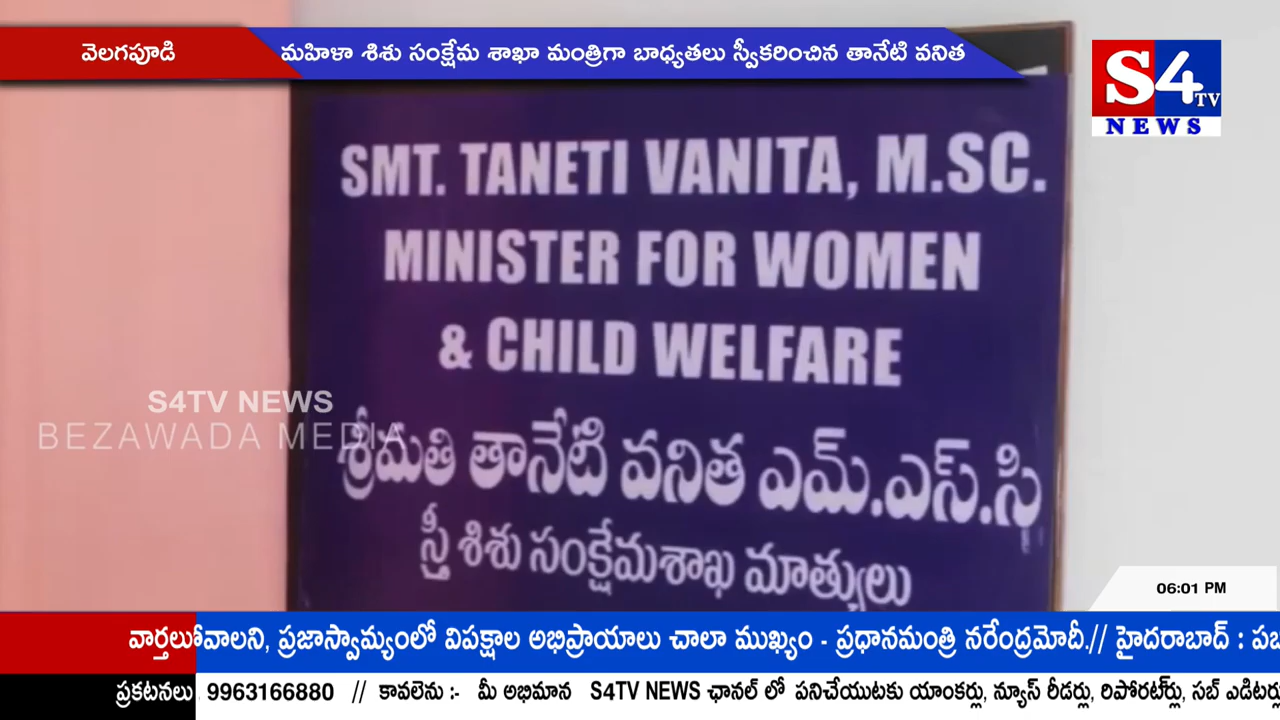 వెలగపూడి
మహిళా శిశు సంక్షేమ శాఖా మంత్రిగా బాధ్యతలు స్వీకరించిన తానేటి వనిత
S4
TV
NEWS
SMT. TANETI VANITA, M.SC.
MINISTER FOR WOMEN
& CHILD WELFARE
S4TV NEWS
BEZAWADA MEDIA
శ్రీమతి తానేటి వనిత ఎమ్.ఎస్.సి
స్త్రీ శిశు సంక్షేమశాఖ మాత్యులు
06:01 PM
వార్తలు
ప్రజాస్వామ్యంలో విపక్షాల అభిప్రాయాలు చాలా ముఖ్యం - ప్రధానమంత్రి నరేంద్రమోదీ.// హైదరాబాద్ :
ప్రకటనలు 9963166880 // కావలెను :- మీ అభిమాన S4TV NEWS ఛానల్ లో పనిచేయుటకు యాంకర్లు, న్యూస్ రీడర్లు, రిపోరటర్లు, సబ్ ఎడిటర్లు